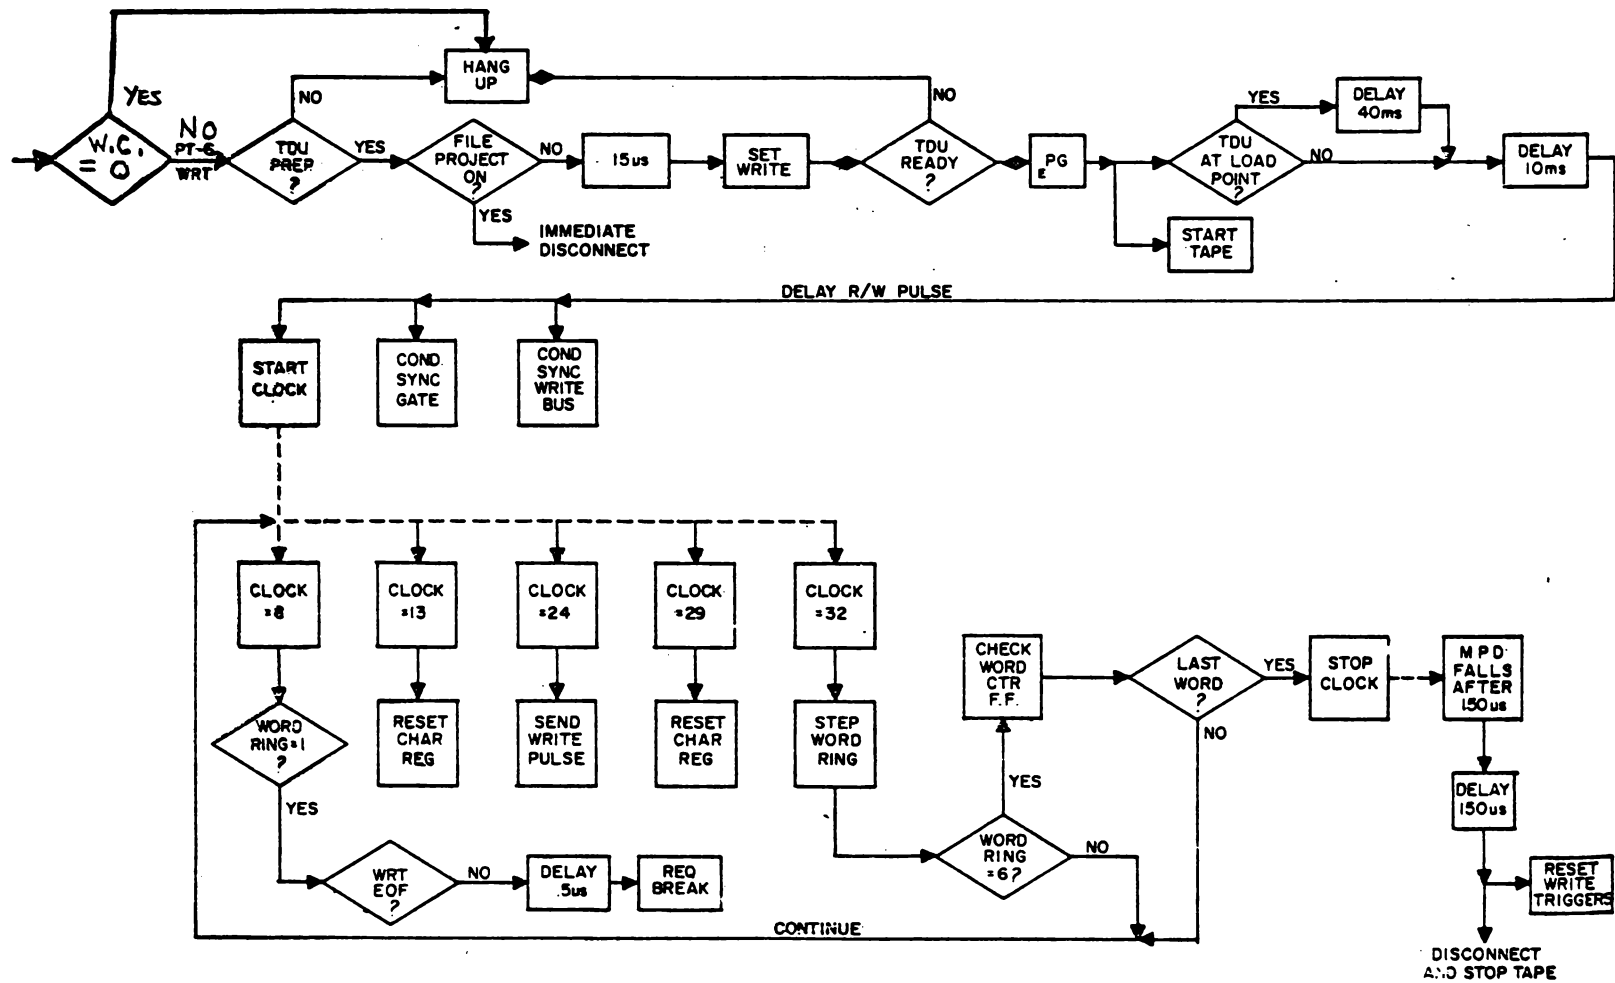 HANG
UP
YES
NO
W.C.
= 0
NO
PT-6
WRT
TDU
PREP
?
YES
FILE
PROJECT
ON
?
NO
15us
SET
WRITE
NO
TDU
READY
?
PG
E
YES
TDU
AT LOAD
POINT
?
NO
DELAY
40ms
DELAY
10ms
YES
IMMEDIATE
DISCONNECT
START
TAPE
DELAY R/W PULSE
START
CLOCK
COND.
SYNC
GATE
COND
SYNC
WRITE
BUS
CLOCK
=8
CLOCK
=13
CLOCK
=24
CLOCK
=29
CLOCK
=32
WORD
RING=1
?
YES
RESET
CHAR
REG
SEND
WRITE
PULSE
RESET
CHAR
REG
STEP
WORD
RING
CHECK
WORD
CTR
F.F.
LAST
WORD
?
YES
NO
STOP
CLOCK
MPD
FALLS
AFTER
150us
YES
WORD
RING
=6?
NO
DELAY
150us
WRT
EOF
?
NO
DELAY
.5us
REQ
BREAK
RESET
WRITE
TRIGGERS
CONTINUE
DISCONNECT
AND STOP TAPE